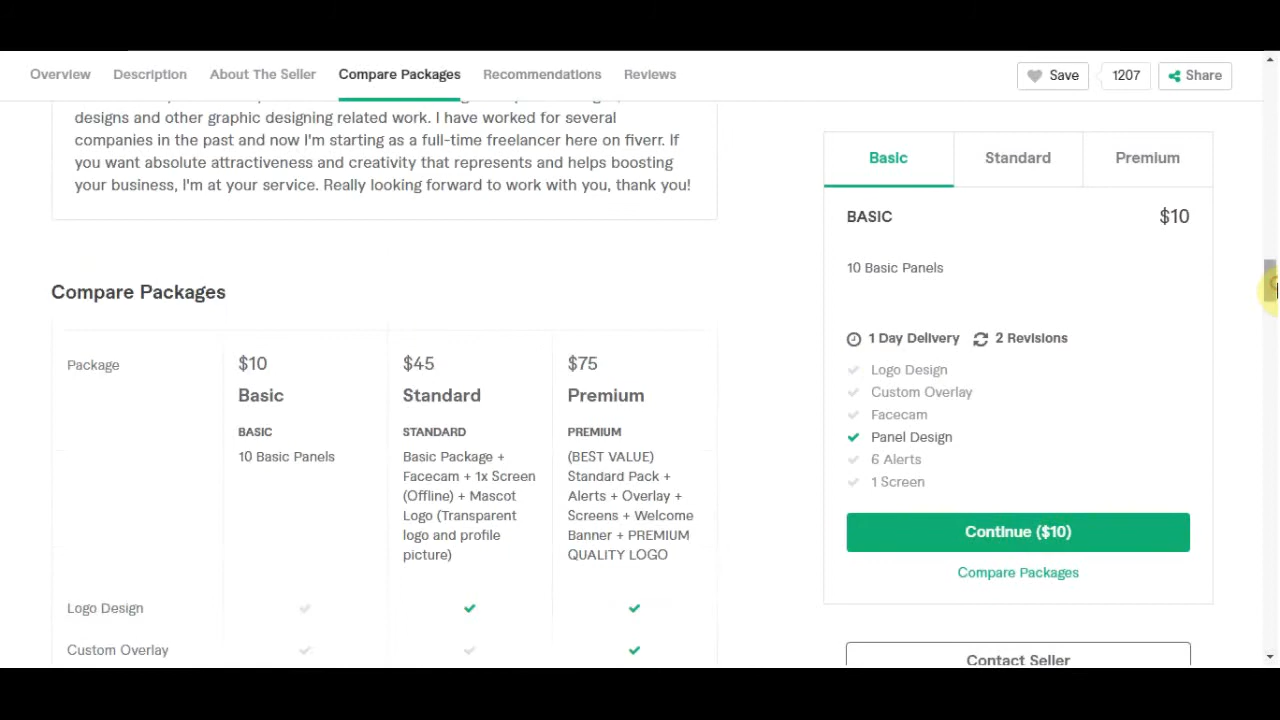 Overview Description About The Seller Compare Packages Recommendations Reviews Save 1207 Share
designs and other graphic designing related work. I have worked for several
companies in the past and now I'm starting as a full-time freelancer here on fiverr. If
you want absolute attractiveness and creativity that represents and helps boosting
your business, I'm at your service. Really looking forward to work with you, thank you!
Compare Packages
Package
$10
Basic
BASIC
10 Basic Panels
$45
Standard
STANDARD
Basic Package +
Facecam + 1x Screen
(Offline) + Mascot
Logo (Transparent
logo and profile
picture)
$75
Premium
PREMIUM
(BEST VALUE)
Standard Pack +
Alerts + Overlay +
Screens + Welcome
Banner + PREMIUM
QUALITY LOGO
Logo Design
Custom Overlay
Basic Standard Premium
BASIC $10
10 Basic Panels
1 Day Delivery 2 Revisions
Logo Design
Custom Overlay
Facecam
Panel Design
6 Alerts
1 Screen
Continue ($10)
Compare Packages
Contact Seller